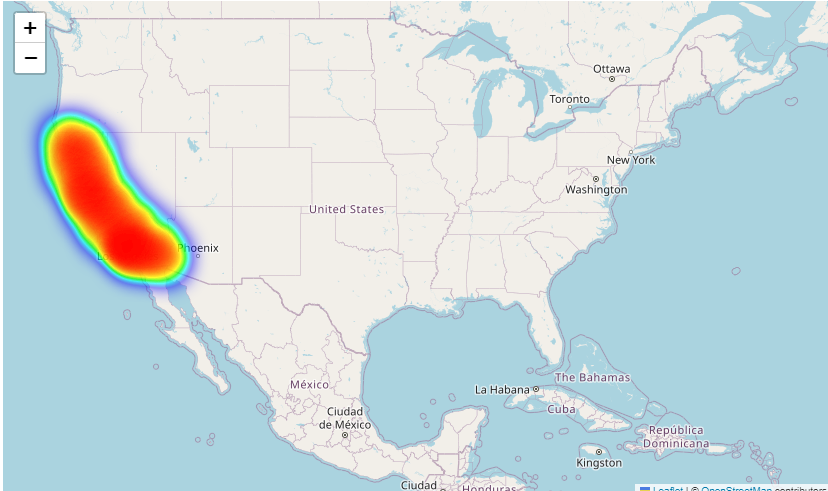 +
−
Ottawa
Toronto
New York
Washington
United States
Phoenix
La Habana
The Bahamas
México
Cuba
Ciudad
de México
República
Dominicana
Kingston
Ciudad
Honduras
Leaflet | © OpenStreetMap contributors